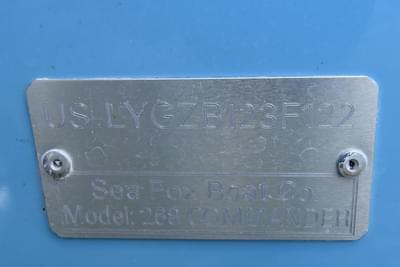 US-LYGZB123F122
Sea Fox Boat Co
Model: 268 COMMANDER